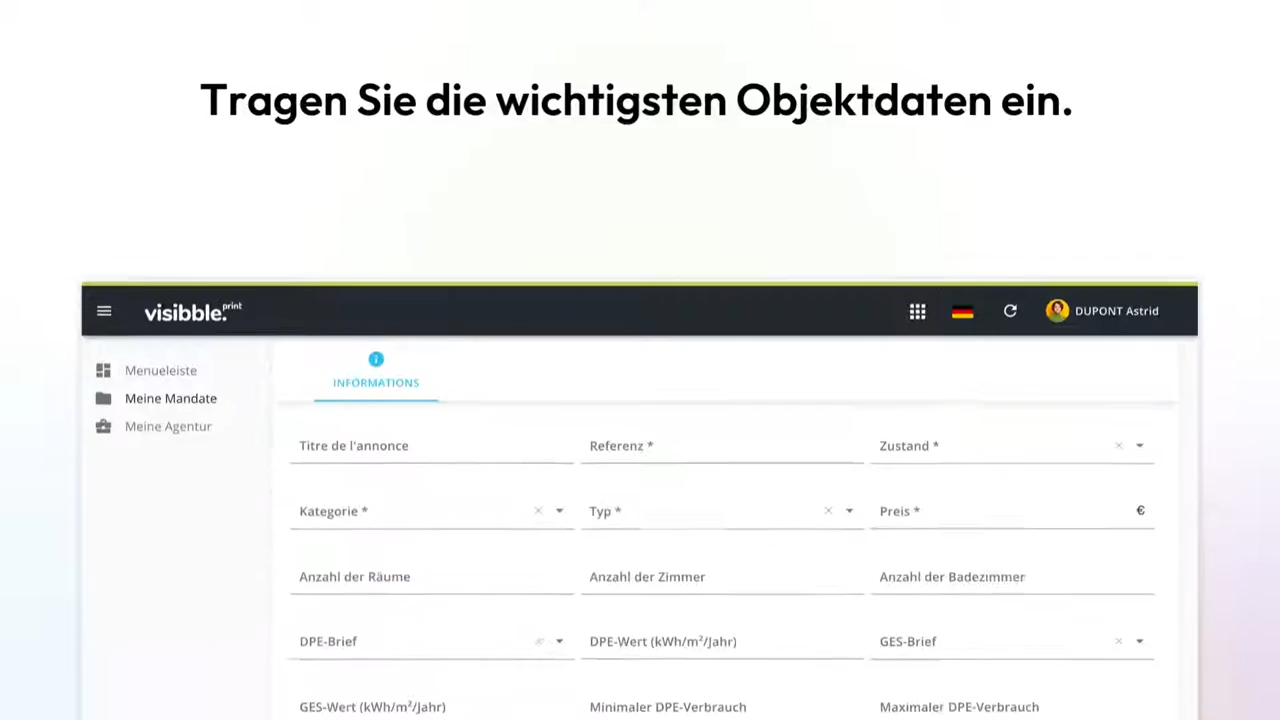 Tragen Sie die wichtigsten Objektdaten ein.
visibble.print
DUPONT Astrid
Menueleiste
Meine Mandate
Meine Agentur
INFORMATIONS
Titre de l'annonce
Referenz *
Zustand *
Kategorie *
Typ *
Preis *
€
Anzahl der Räume
Anzahl der Zimmer
Anzahl der Badezimmer
DPE-Brief
DPE-Wert (kWh/m²/Jahr)
GES-Brief
GES-Wert (kWh/m²/Jahr)
Minimaler DPE-Verbrauch
Maximaler DPE-Verbrauch